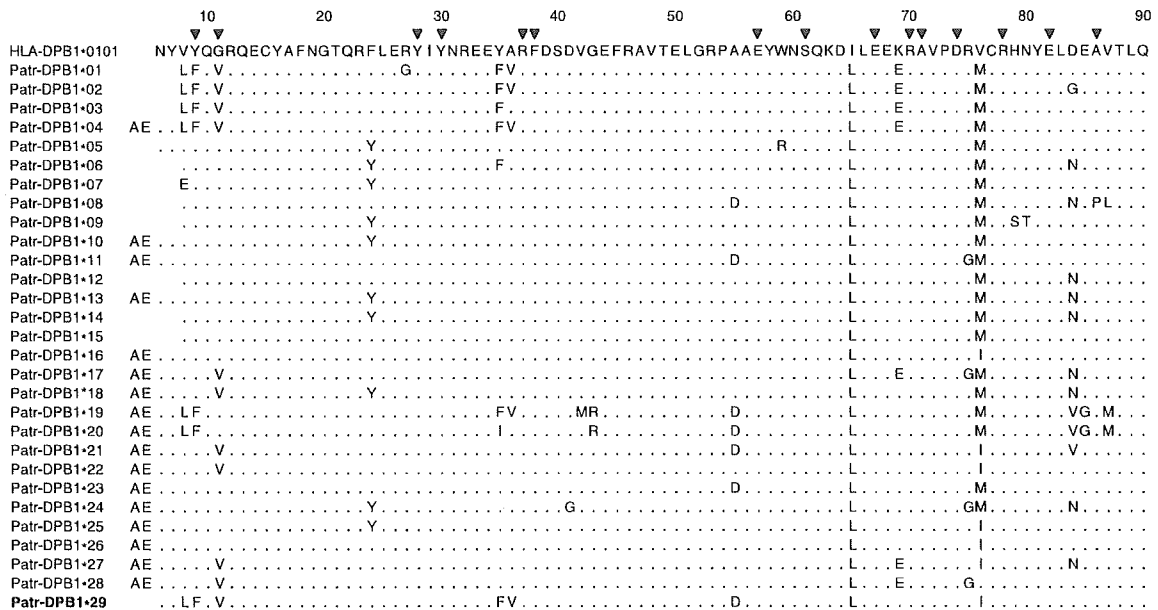 10 20 30 40 50 60 70 80 90
HLA-DPB1*0101 NYVYQGRQECYAFNGTQRFLERYIYNREEYARFDSDVGEFRAVTELGRPAAEYWNSQKDILEEKRAVPDRVCRHNYELDEAVTLQ
Patr-DPB1*01 LF.V...............G.......FV............................L...E......M..............
Patr-DPB1*02 LF.V.......................FV............................L...E......M.......G......
Patr-DPB1*03 LF.V.......................F.............................L...E......M..............
Patr-DPB1*04 AE..LF.V.......................FV............................L...E......M..............
Patr-DPB1*05 ..................Y..................................R.....L..........M..............
Patr-DPB1*06 ................Y..........F.............................L..........M.......N......
Patr-DPB1*07 E...............Y........................................L..........M..............
Patr-DPB1*08 ...............................................D.........L..........M.......N.PL...
Patr-DPB1*09 ................Y........................................L..........M..ST..........
Patr-DPB1*10 AE..................Y........................................L..........M..............
Patr-DPB1*11 AE.................................................D.........L.........GM..............
Patr-DPB1*12 .........................................................L..........M.......N......
Patr-DPB1*13 AE..................Y........................................L..........M.......N......
Patr-DPB1*14 ................Y........................................L..........M.......N......
Patr-DPB1*15 .........................................................L..........M..............
Patr-DPB1*16 AE...........................................................L..........I..............
Patr-DPB1*17 AE.....V.....................................................L...E.....GM.......N......
Patr-DPB1*18 AE.....V............Y........................................L..........M.......N......
Patr-DPB1*19 AE..LF.........................FV.....MR...........D.........L..........M.......VG.M...
Patr-DPB1*20 AE..LF.........................I.......R...........D.........L..........M.......VG.M...
Patr-DPB1*21 AE.....V...........................................D.........L..........I.......V......
Patr-DPB1*22 AE.....V.....................................................L..........I..............
Patr-DPB1*23 AE.................................................D.........L..........M..............
Patr-DPB1*24 AE..................Y................G.......................L.........GM.......N......
Patr-DPB1*25 AE..................Y........................................L..........I..............
Patr-DPB1*26 AE...........................................................L..........I..............
Patr-DPB1*27 AE.....V.....................................................L...E......I.......N......
Patr-DPB1*28 AE.....V.....................................................L...E.....G...............
Patr-DPB1*29 ..LF.V.......................FV..................D.........L..........I..............